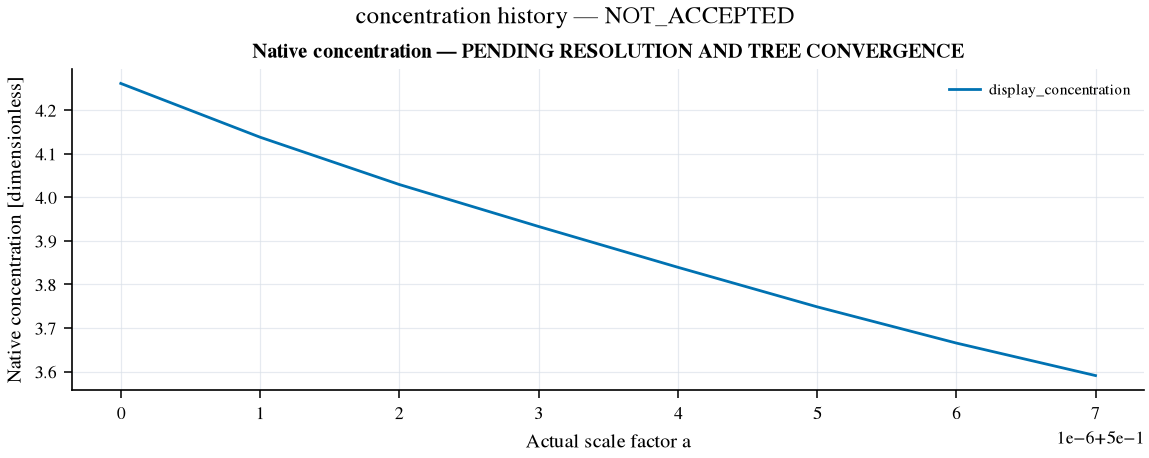 concentration history — NOT_ACCEPTED
Native concentration — PENDING RESOLUTION AND TREE CONVERGENCE
Native concentration [dimensionless]
4.2
4.1
4.0
3.9
3.8
3.7
3.6
display_concentration
0 1 2 3 4 5 6 7
1e−6+5e−1
Actual scale factor a